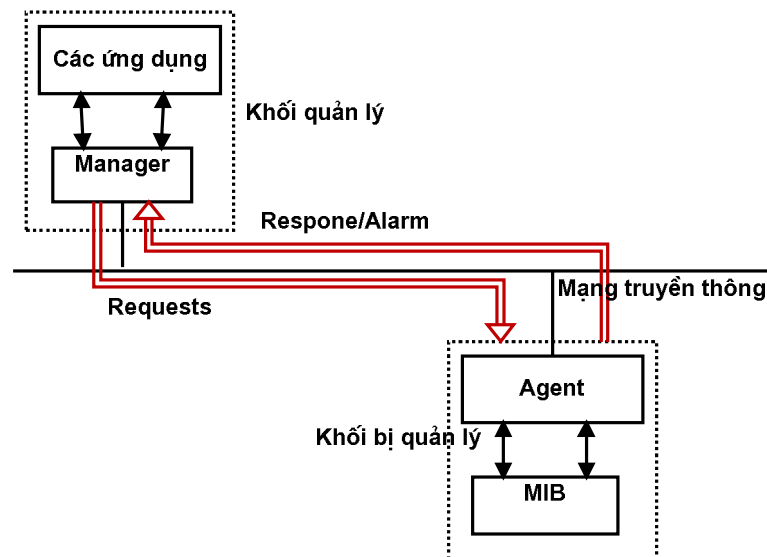 Các ứng dụng
Khối quản lý
Manager
Respone/Alarm
Mạng truyền thông
Requests
Agent
Khối bị quản lý
MIB